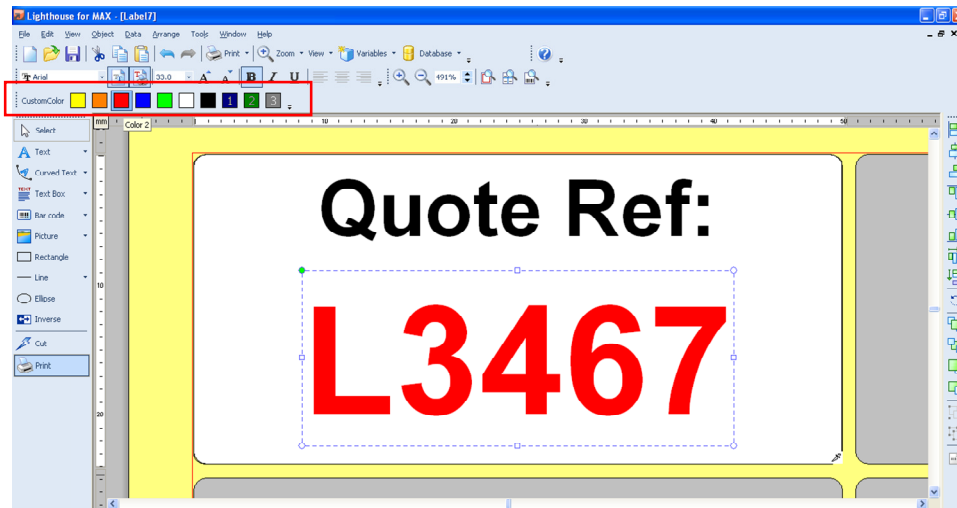 Lighthouse for MAX - [Label7]
File Edit View Object Data Arrange Tools Window Help
Print Zoom View Variables Database
Arial 33.0 A A B I U 491%
CustomColor 1 2 3
mm Color 2 10 20 30 40 50
Select
Text
Curved Text
TEXT Text Box
Bar code
Picture
Rectangle
Line
10
Ellipse
Inverse
Cut
Print
20
Quote Ref:
L3467